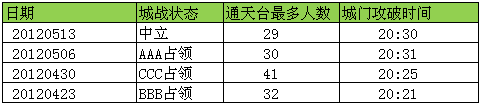 日期 城战状态 通天台最多人数 城门攻破时间
20120513 中立 29 20:30
20120506 AAA占领 30 20:31
20120430 CCC占领 41 20:25
20120423 BBB占领 32 20:21